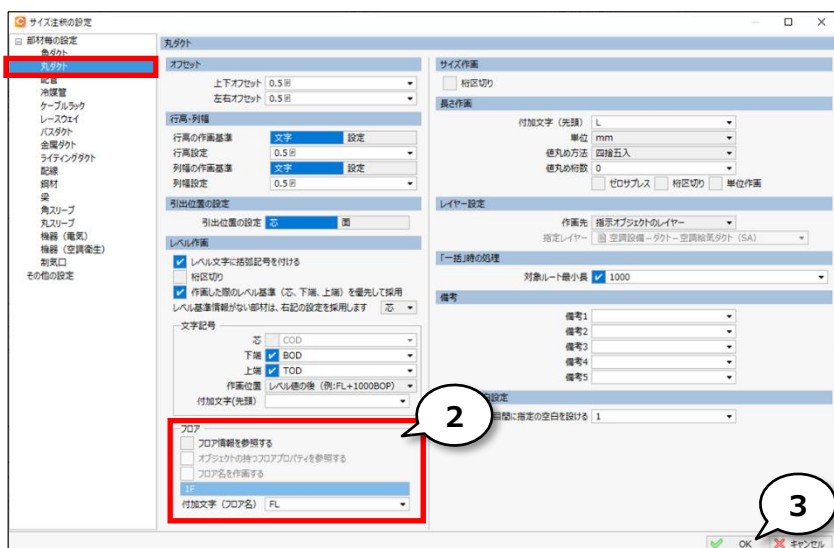 サイズ注釈の設定
部材毎の設定
角ダクト
丸ダクト
配管
冷媒管
ケーブルラック
レースウェイ
バスダクト
金属ダクト
ライティングダクト
配線
鋼材
梁
角スリーブ
丸スリーブ
機器(電気)
機器(空調衛生)
制気口
その他の設定
丸ダクト
オフセット
上下オフセット 0.5
左右オフセット 0.5
行高・列幅
行高の作画基準 文字 設定
行高設定 0.5
列幅の作画基準 文字 設定
列幅設定 0.5
引出位置の設定
引出位置の設定 芯 面
レベル作画
レベル文字に括弧記号を付ける
桁区切り
作画した際のレベル基準(芯、下端、上端)を優先して採用
レベル基準情報がない部材は、右記の設定を採用します 芯
文字記号
芯 COD
下端 BOD
上端 TOD
作画位置 レベル値の後(例:FL+1000BOP)
付加文字(先頭)
フロア
フロア情報を参照する
オブジェクトの持つフロアプロパティを参照する
フロア名を作画する
1F
付加文字(フロア名) FL
2
サイズ作画
桁区切り
長さ作画
付加文字(先頭) L
単位 mm
値丸め方法 四捨五入
値丸め桁数 0
ゼロサプレス 桁区切り 単位作画
レイヤー設定
作画先 指示オブジェクトのレイヤー
指定レイヤー 空調設備-ダクト-空調給気ダクト(SA)
「一括」時の処理
対象ルート最小長 1000
備考
備考1
備考2
備考3
備考4
備考5
設定
間に指定の空白を設ける 1
3
OK キャンセル